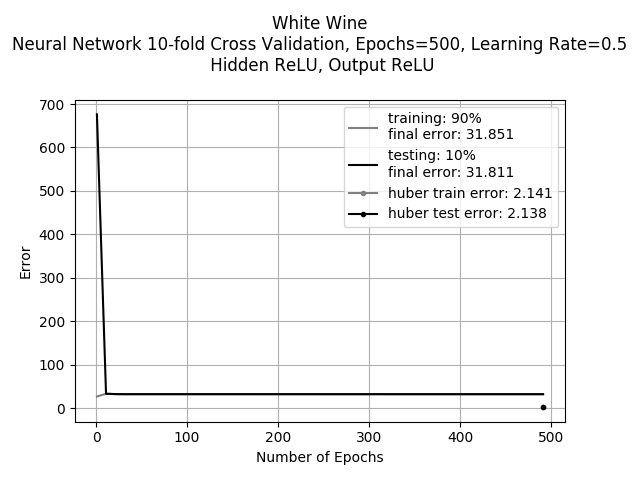 White Wine
Neural Network 10-fold Cross Validation, Epochs=500, Learning Rate=0.5
Hidden ReLU, Output ReLU
700
600
500
400
300
200
100
0
Error
training: 90%
final error: 31.851
testing: 10%
final error: 31.811
huber train error: 2.141
huber test error: 2.138
0 100 200 300 400 500
Number of Epochs